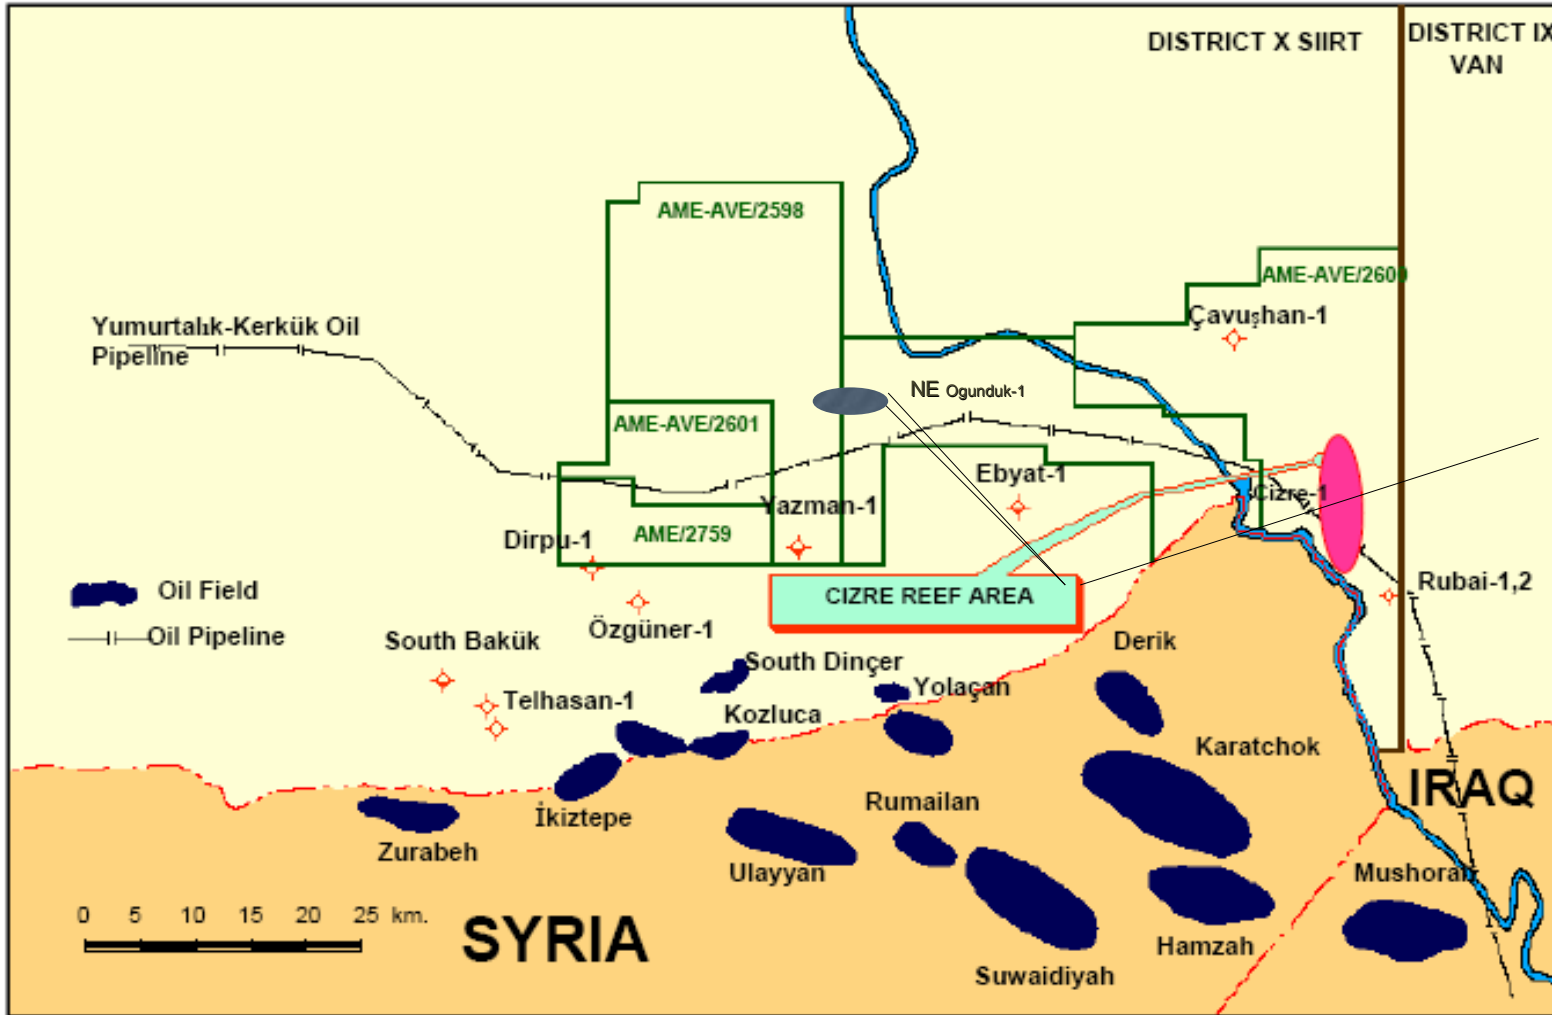 DISTRICT X SIIRT
DISTRICT IX
VAN
AME-AVE/2598
AME-AVE/2600
Çavuşhan-1
Yumurtalık-Kerkük Oil
Pipeline
NE Ogunduk-1
AME-AVE/2601
Ebyat-1
Cizre-1
Yazman-1
AME/2759
Dirpu-1
Rubai-1,2
Oil Field
CIZRE REEF AREA
Oil Pipeline
Özgüner-1
South Bakük
Derik
South Dinçer
Yolaçan
Telhasan-1
Kozluca
Karatchok
IRAQ
Rumailan
İkiztepe
Zurabeh
Ulayyan
Mushorah
0 5 10 15 20 25 km.
SYRIA
Hamzah
Suwaidiyah